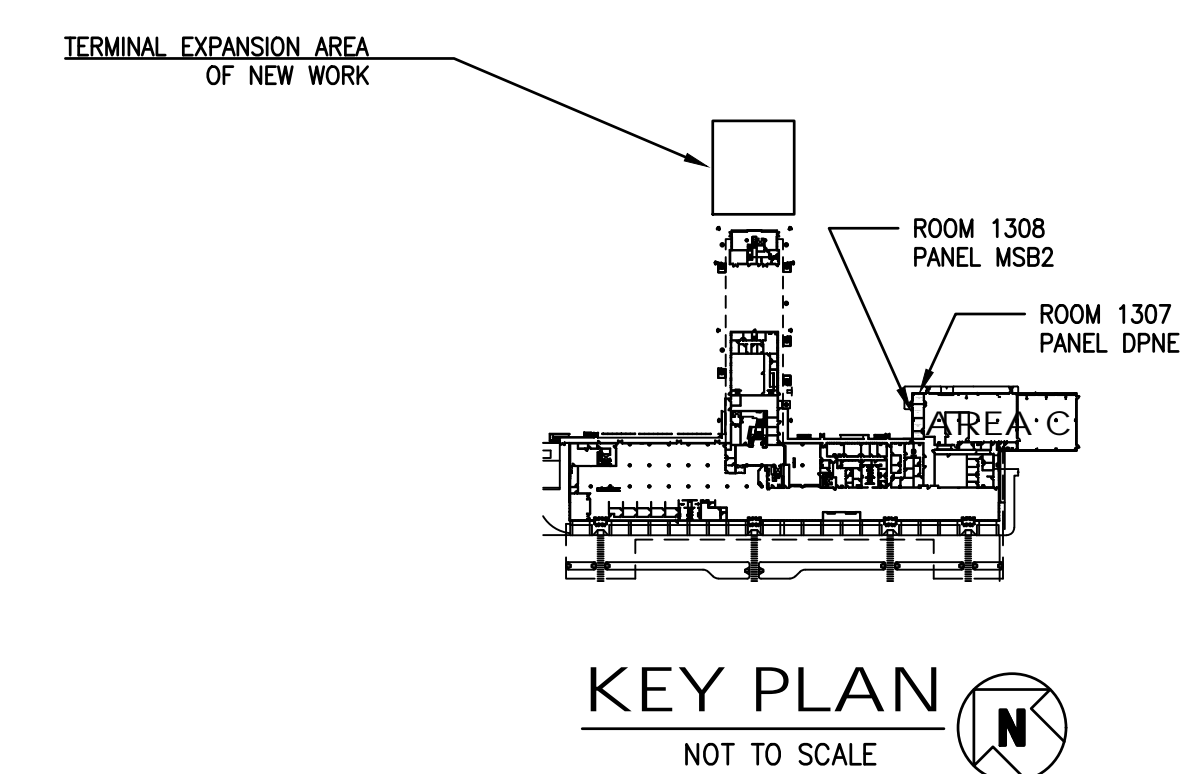 TERMINAL EXPANSION AREA
OF NEW WORK
ROOM 1308
PANEL MSB2
ROOM 1307
PANEL DPNE
AREA C
KEY PLAN
NOT TO SCALE
N